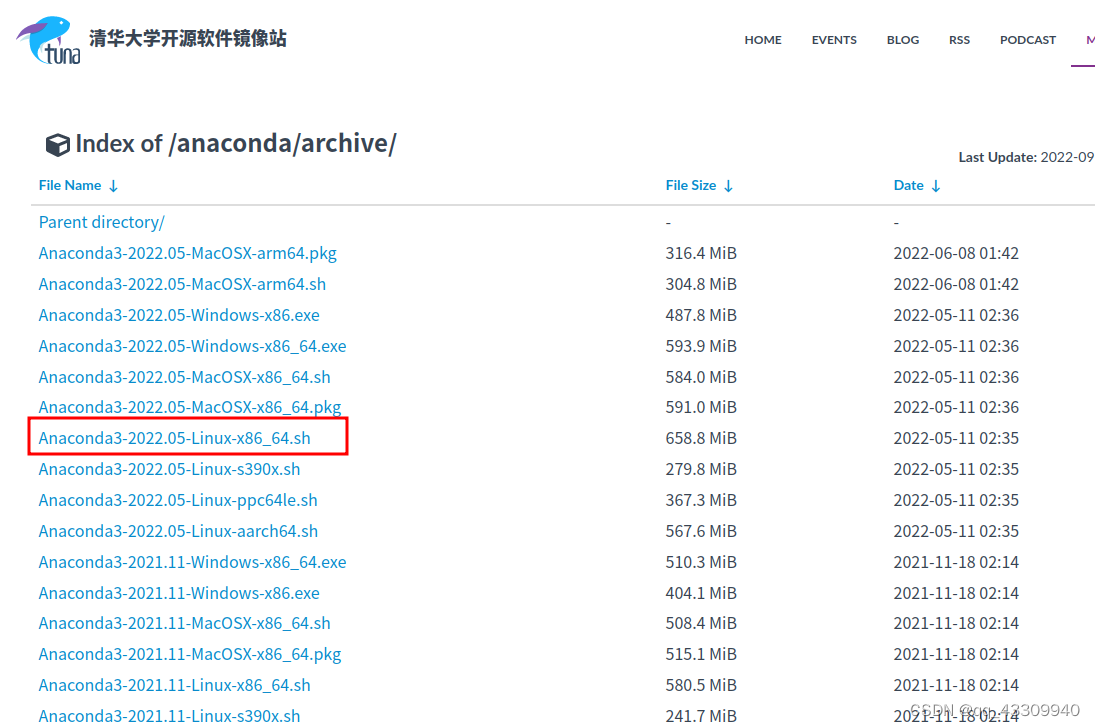 tuna 清华大学开源软件镜像站 HOME EVENTS BLOG RSS PODCAST M
Index of /anaconda/archive/
Last Update: 2022-09
File Name ↓ File Size ↓ Date ↓
Parent directory/ - -
Anaconda3-2022.05-MacOSX-arm64.pkg 316.4 MiB 2022-06-08 01:42
Anaconda3-2022.05-MacOSX-arm64.sh 304.8 MiB 2022-06-08 01:42
Anaconda3-2022.05-Windows-x86.exe 487.8 MiB 2022-05-11 02:36
Anaconda3-2022.05-Windows-x86_64.exe 593.9 MiB 2022-05-11 02:36
Anaconda3-2022.05-MacOSX-x86_64.sh 584.0 MiB 2022-05-11 02:36
Anaconda3-2022.05-MacOSX-x86_64.pkg 591.0 MiB 2022-05-11 02:36
Anaconda3-2022.05-Linux-x86_64.sh 658.8 MiB 2022-05-11 02:35
Anaconda3-2022.05-Linux-s390x.sh 279.8 MiB 2022-05-11 02:35
Anaconda3-2022.05-Linux-ppc64le.sh 367.3 MiB 2022-05-11 02:35
Anaconda3-2022.05-Linux-aarch64.sh 567.6 MiB 2022-05-11 02:35
Anaconda3-2021.11-Windows-x86_64.exe 510.3 MiB 2021-11-18 02:14
Anaconda3-2021.11-Windows-x86.exe 404.1 MiB 2021-11-18 02:14
Anaconda3-2021.11-MacOSX-x86_64.sh 508.4 MiB 2021-11-18 02:14
Anaconda3-2021.11-MacOSX-x86_64.pkg 515.1 MiB 2021-11-18 02:14
Anaconda3-2021.11-Linux-x86_64.sh 580.5 MiB 2021-11-18 02:14
Anaconda3-2021.11-Linux-s390x.sh 241.7 MiB 2021-11-18 02:14
CSDN @qq_43309940